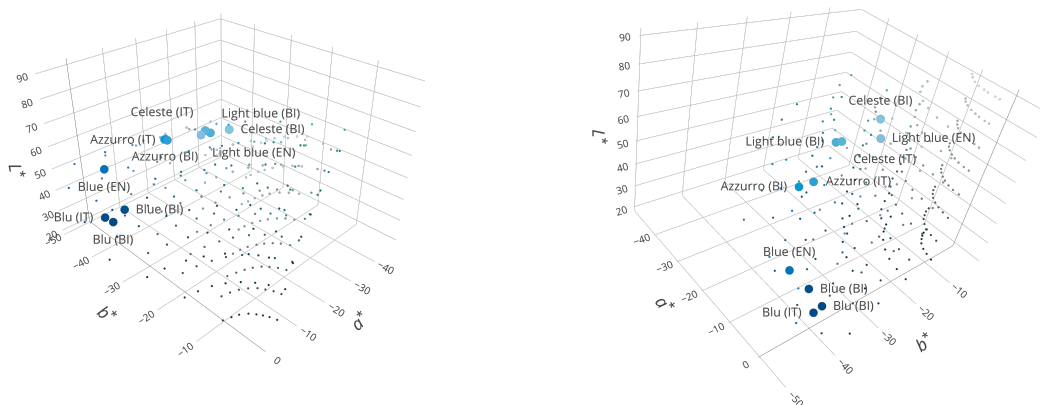 90
80
70
60
50
40
30
20
L*
Celeste (IT)
Light blue (BI)
Azzurro (IT)
Celeste (BI)
Azzurro (BI)
Light blue (EN)
Blue (EN)
Blu (IT)
Blue (BI)
Blu (BI)
−50
−40
−30
−20
−10
b*
−40
−30
−20
−10
0
a*
90
80
70
60
50
40
30
20
L*
Celeste (BI)
Light blue (BI)
Light blue (EN)
Celeste (IT)
Azzurro (BI)
Azzurro (IT)
Blue (EN)
Blue (BI)
Blu (IT)
Blu (BI)
−40
−30
−20
−10
0
a*
−10
−20
−30
−40
−50
b*